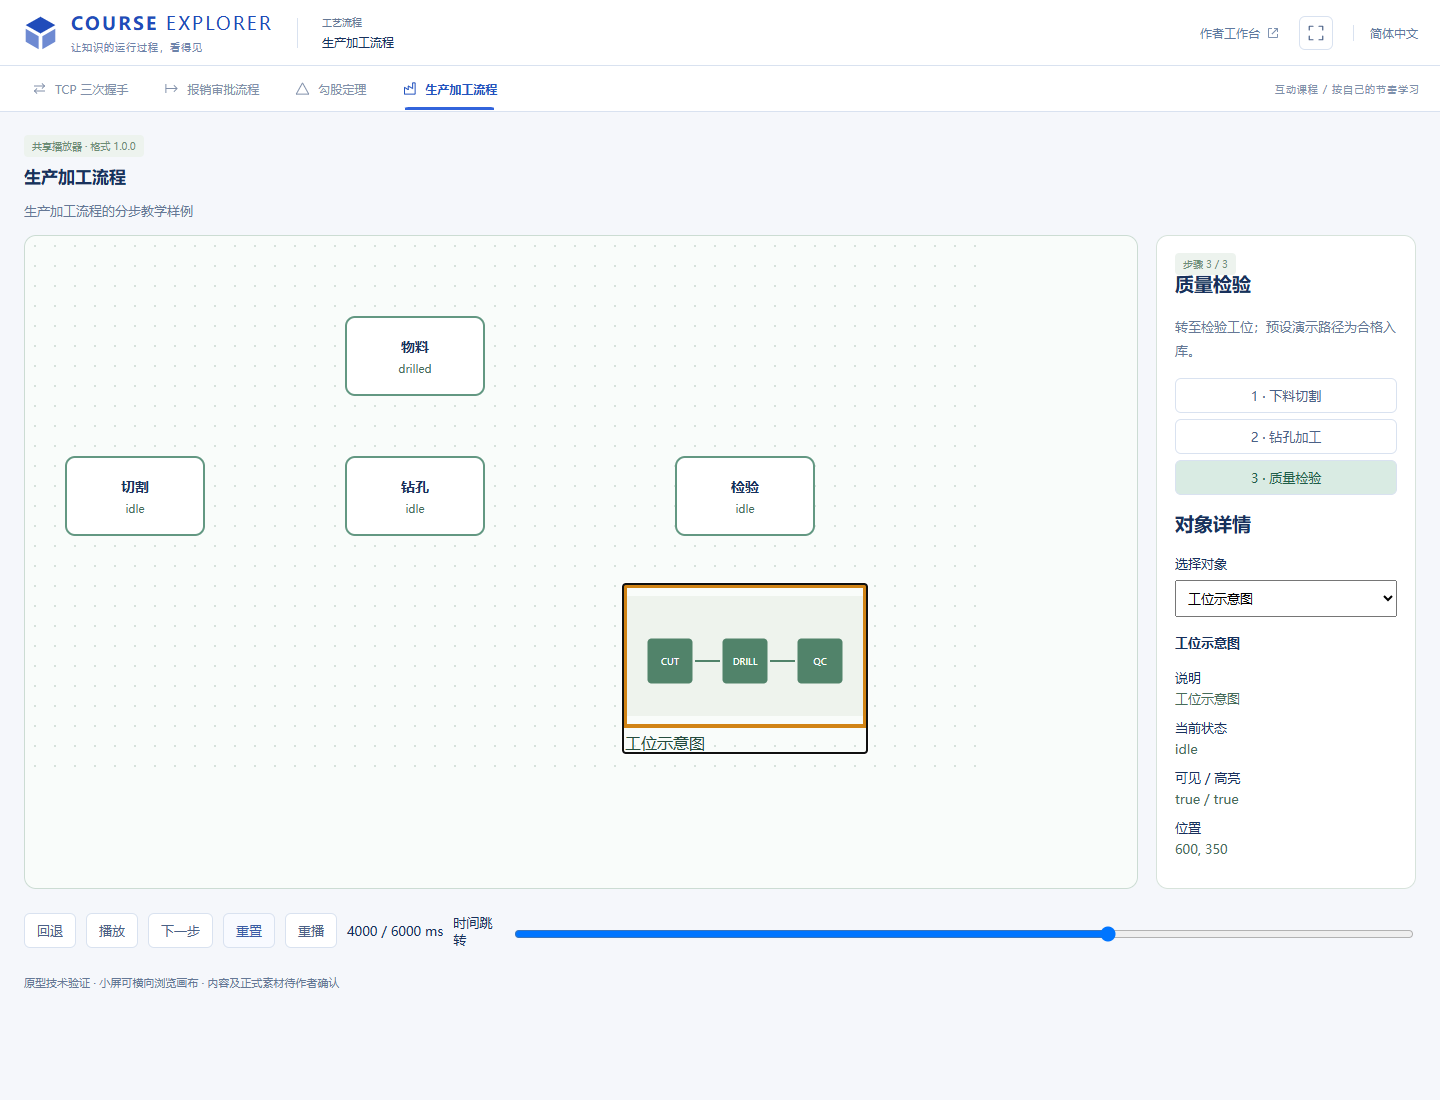 COURSE EXPLORER
让知识的运行过程，看得见
工艺流程
生产加工流程
作者工作台
简体中文
TCP 三次握手
报销审批流程
勾股定理
生产加工流程
互动课程 / 按自己的节奏学习
共享播放器 · 格式 1.0.0
生产加工流程
生产加工流程的分步教学样例
物料
drilled
切割
idle
钻孔
idle
检验
idle
CUT
DRILL
QC
工位示意图
步骤 3 / 3
质量检验
转至检验工位；预设演示路径为合格入
库。
1 · 下料切割
2 · 钻孔加工
3 · 质量检验
对象详情
选择对象
工位示意图
工位示意图
说明
工位示意图
当前状态
idle
可见 / 高亮
true / true
位置
600, 350
回退
播放
下一步
重置
重播
4000 / 6000 ms
时间跳
转
原型技术验证 · 小屏可横向浏览画布 · 内容及正式素材待作者确认